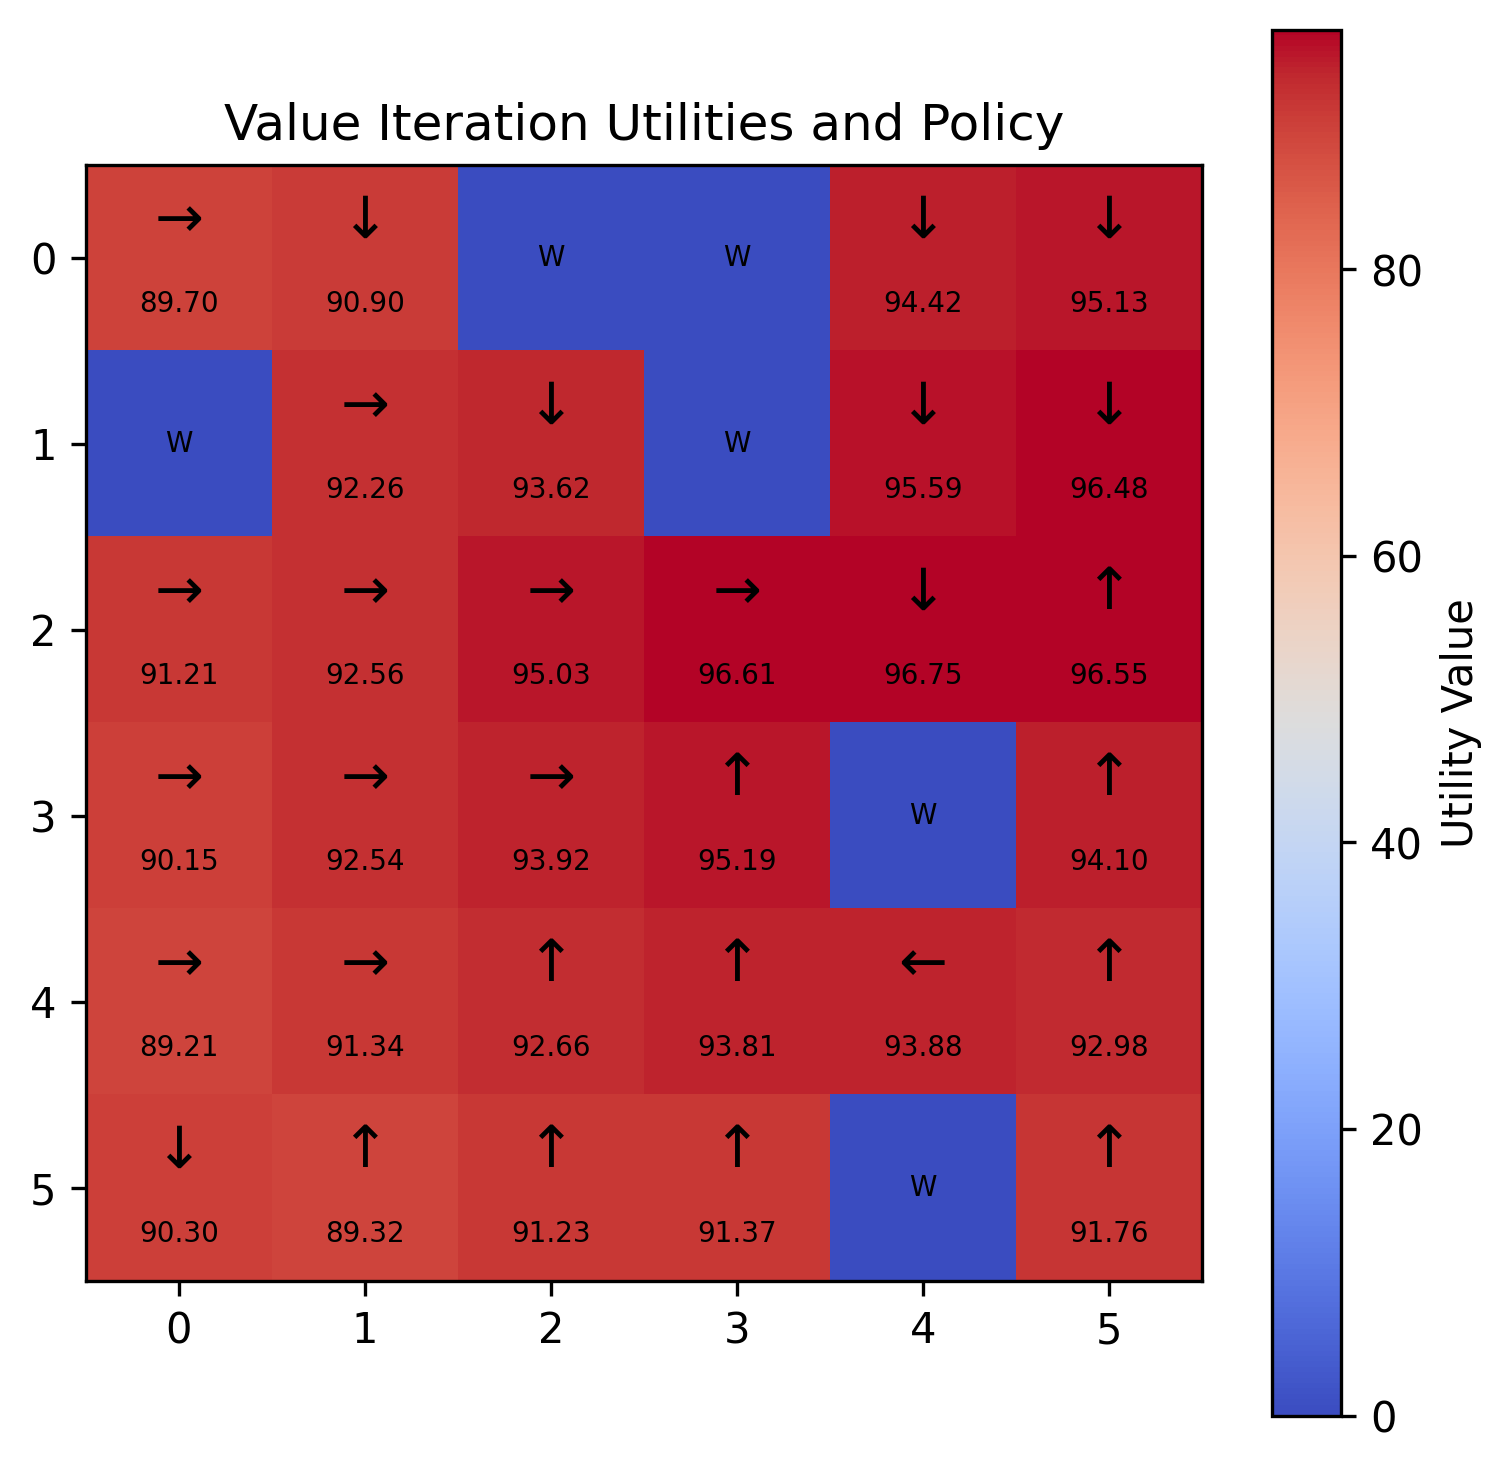 Value Iteration Utilities and Policy
0 → ↓ W W ↓ ↓
89.70 90.90 94.42 95.13
1 W → ↓ W ↓ ↓
92.26 93.62 95.59 96.48
2 → → → → ↓ ↑
91.21 92.56 95.03 96.61 96.75 96.55
3 → → → ↑ W ↑
90.15 92.54 93.92 95.19 94.10
4 → → ↑ ↑ ← ↑
89.21 91.34 92.66 93.81 93.88 92.98
5 ↓ ↑ ↑ ↑ W ↑
90.30 89.32 91.23 91.37 91.76
0 1 2 3 4 5
80
60
40
20
0
Utility Value